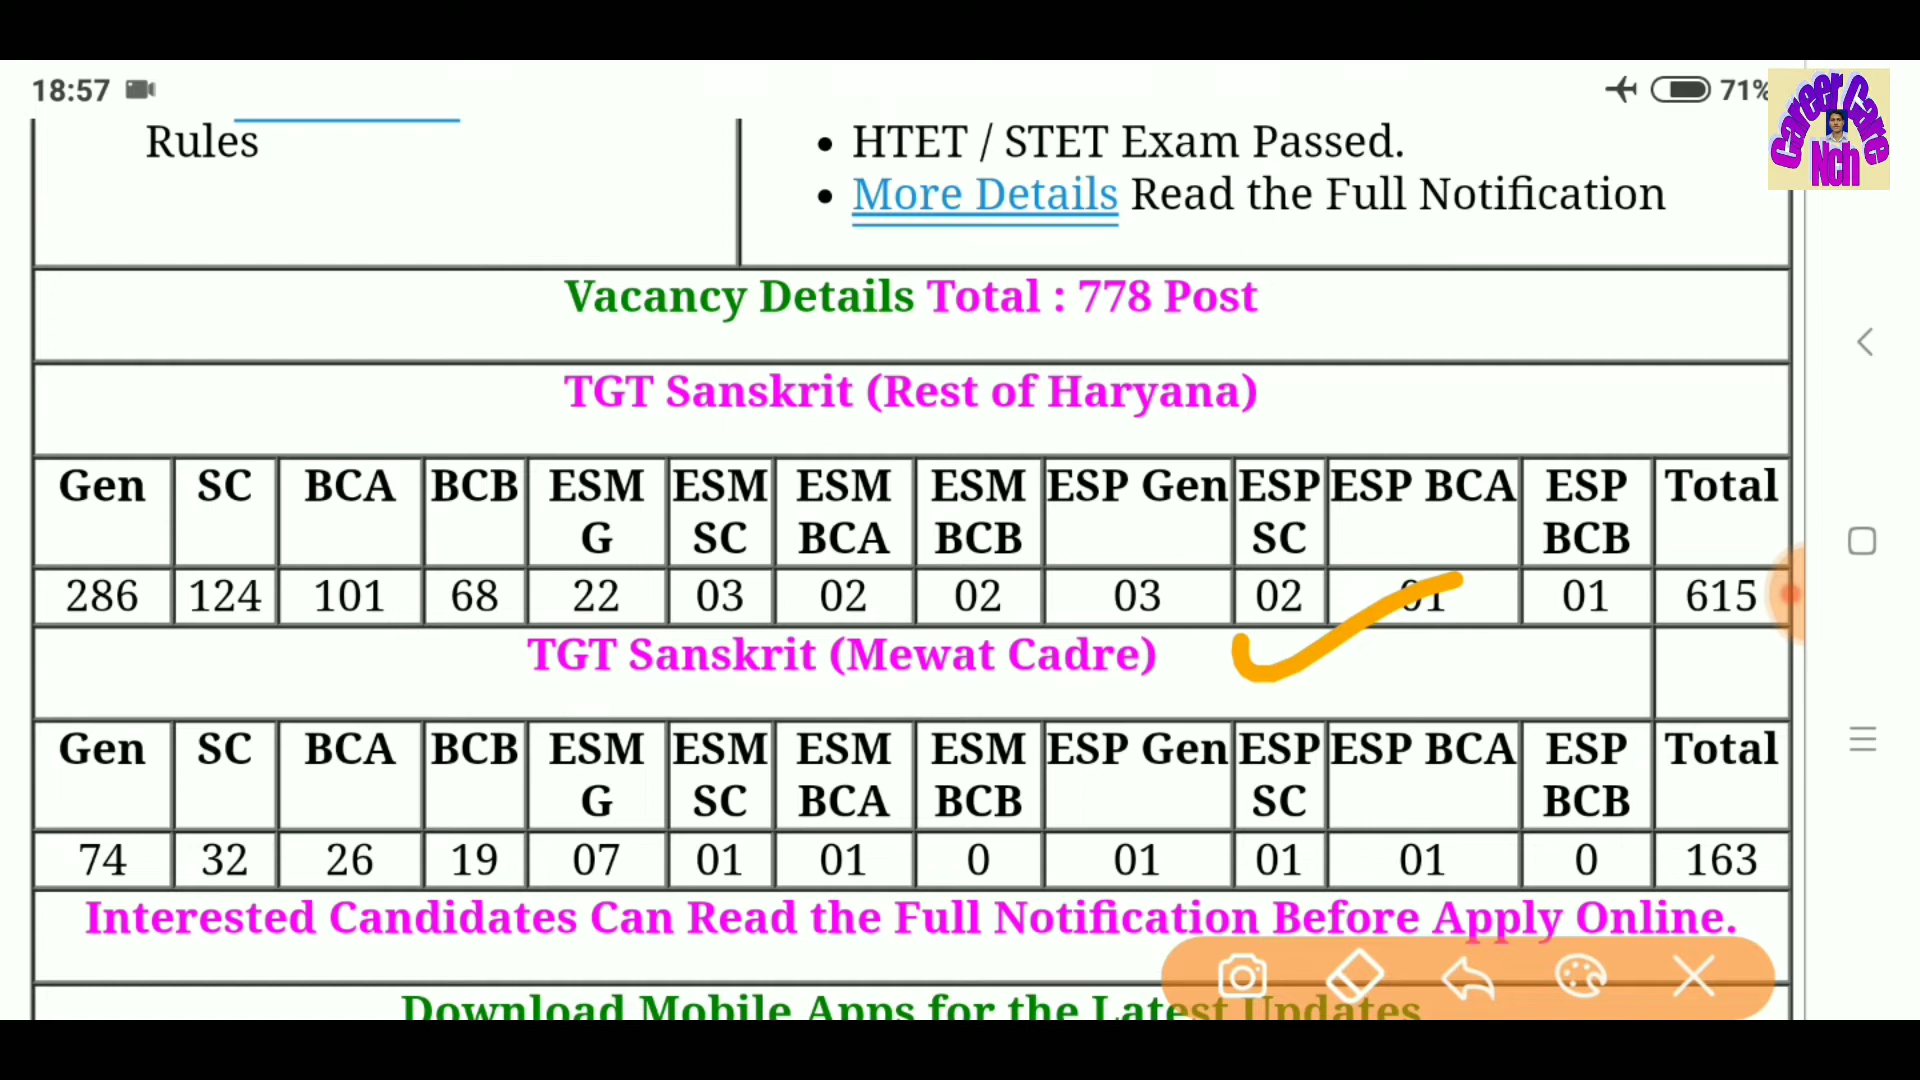 18:57
71%
Career Care
Nch
Rules
• HTET / STET Exam Passed.
• More Details Read the Full Notification
Vacancy Details Total : 778 Post
TGT Sanskrit (Rest of Haryana)
Gen SC BCA BCB ESM G ESM SC ESM BCA ESM BCB ESP Gen ESP SC ESP BCA ESP BCB Total
286 124 101 68 22 03 02 02 03 02 01 01 615
TGT Sanskrit (Mewat Cadre)
Gen SC BCA BCB ESM G ESM SC ESM BCA ESM BCB ESP Gen ESP SC ESP BCA ESP BCB Total
74 32 26 19 07 01 01 0 01 01 01 0 163
Interested Candidates Can Read the Full Notification Before Apply Online.
Download Mobile Apps for the Latest Updates